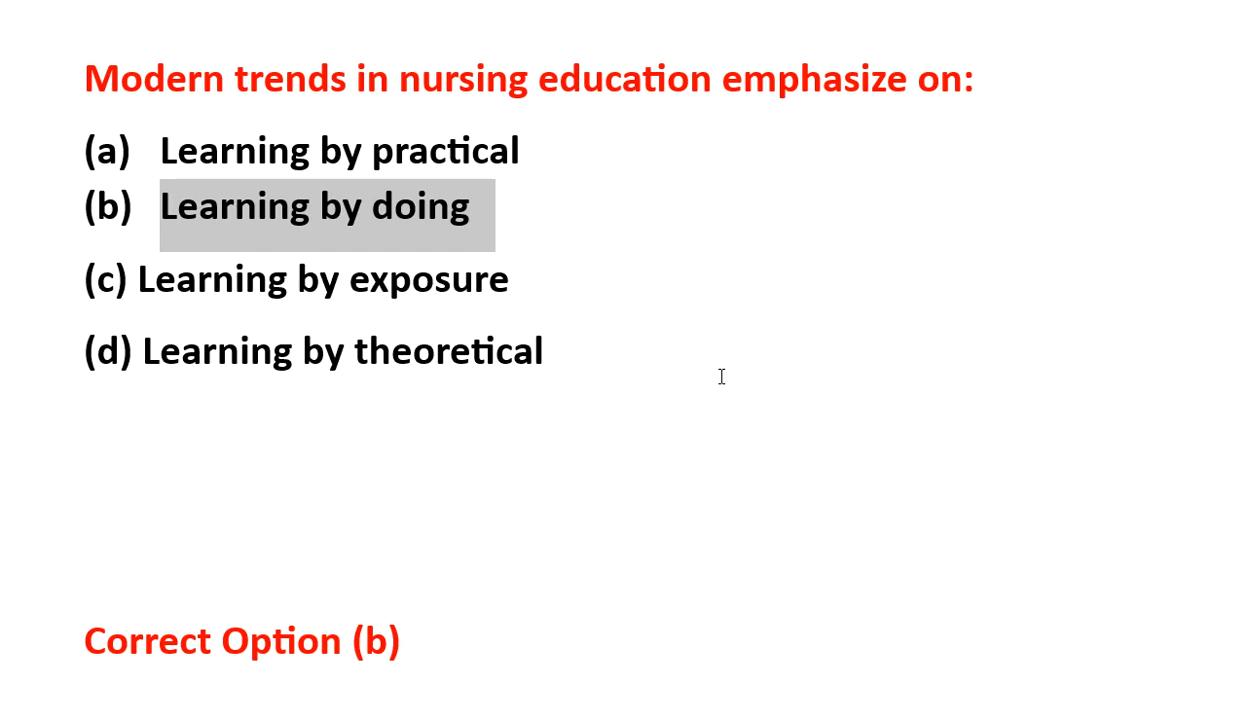 Modern trends in nursing education emphasize on:
(a) Learning by practical
(b) Learning by doing
(c) Learning by exposure
(d) Learning by theoretical
Correct Option (b)